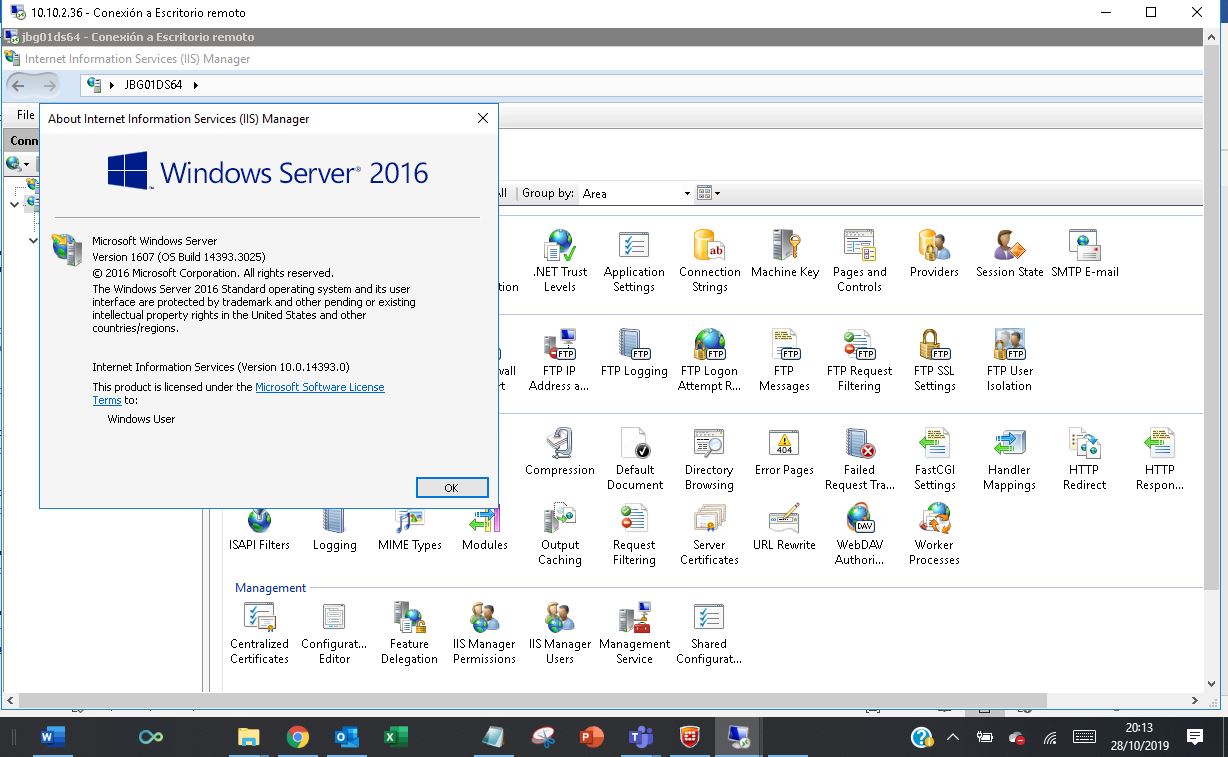 10.10.2.36 - Conexión a Escritorio remoto
jbg01ds64 - Conexión a Escritorio remoto
Internet Information Services (IIS) Manager
JBG01DS64
File
About Internet Information Services (IIS) Manager
Conn
Windows Server® 2016
Group by: Area
Microsoft Windows Server
Version 1607 (OS Build 14393.3025)
© 2016 Microsoft Corporation. All rights reserved.
The Windows Server 2016 Standard operating system and its user
interface are protected by trademark and other pending or existing
intellectual property rights in the United States and other
countries/regions.
Internet Information Services (Version 10.0.14393.0)
This product is licensed under the Microsoft Software License
Terms to:
Windows User
OK
.NET Trust Application Connection Machine Key Pages and Providers Session State SMTP E-mail
Levels Settings Strings Controls
FTP IP FTP Logging FTP Logon FTP FTP Request FTP SSL FTP User
Address a... Attempt R... Messages Filtering Settings Isolation
Compression Default Directory Error Pages Failed FastCGI Handler HTTP HTTP
Document Browsing Request Tra... Settings Mappings Redirect Respon...
ISAPI Filters Logging MIME Types Modules Output Request Server URL Rewrite WebDAV Worker
Caching Filtering Certificates Authori... Processes
Management
Centralized Configurat... Feature IIS Manager IIS Manager Management Shared
Certificates Editor Delegation Permissions Users Service Configurat...
20:13
28/10/2019